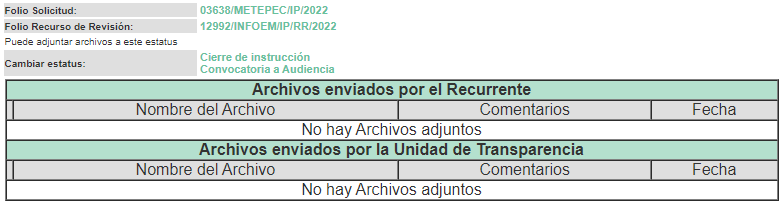 Folio Solicitud: 03638/METEPEC/IP/2022
Folio Recurso de Revisión: 12992/INFOEM/IP/RR/2022
Puede adjuntar archivos a este estatus
Cambiar estatus: Cierre de instrucción
Convocatoria a Audiencia
Archivos enviados por el Recurrente
Nombre del Archivo Comentarios Fecha
No hay Archivos adjuntos
Archivos enviados por la Unidad de Transparencia
Nombre del Archivo Comentarios Fecha
No hay Archivos adjuntos